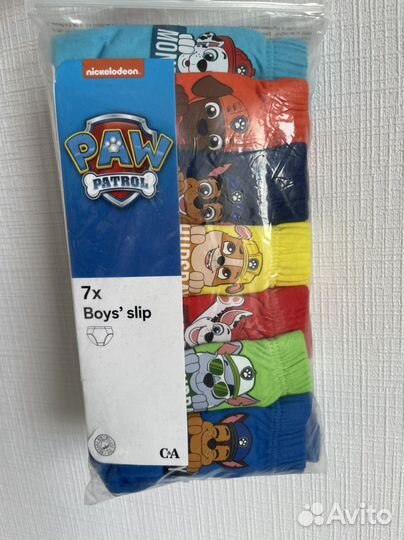 nickelodeon
PAW
PATROL
7x
Boys' slip
C&A
Avito